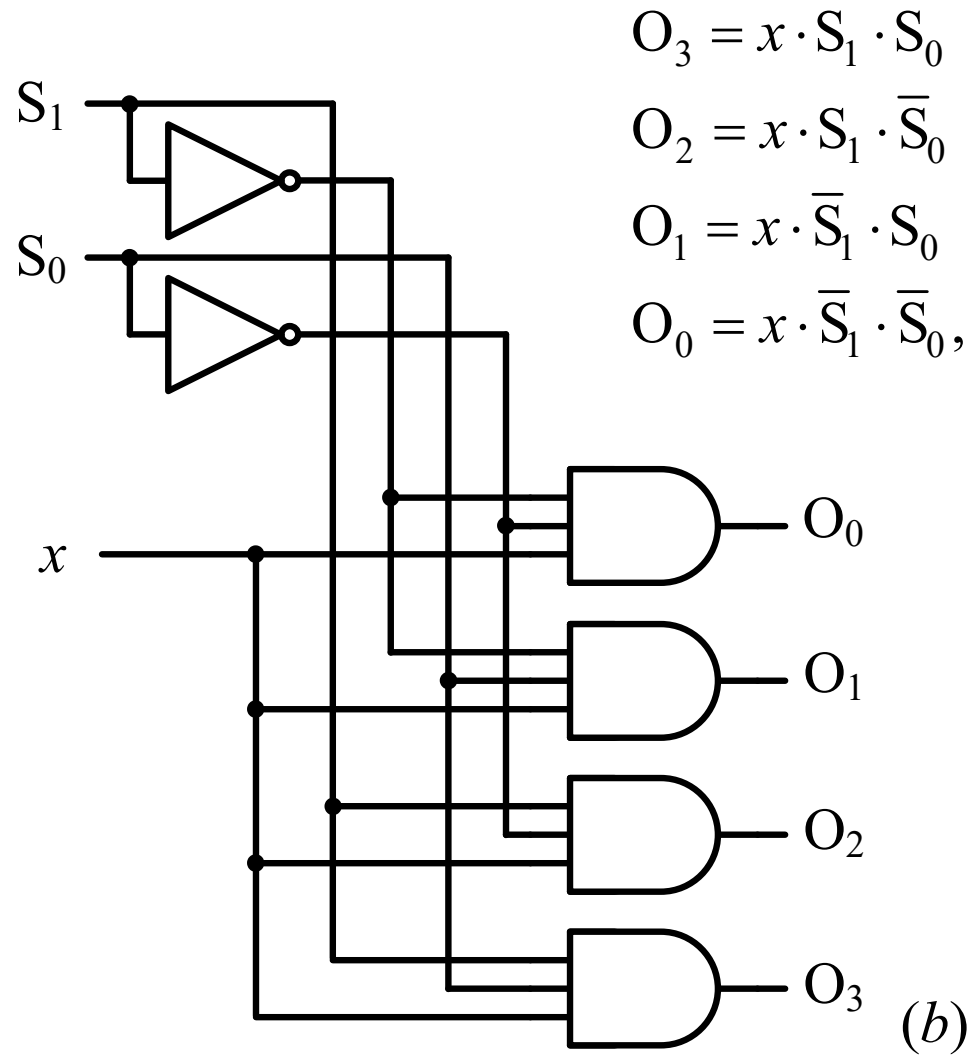 O₃ = x · S₁ · S₀
S₁
O₂ = x · S₁ · S̅₀
O₁ = x · S̅₁ · S₀
S₀
O₀ = x · S̅₁ · S̅₀,
O₀
x
O₁
O₂
O₃
(b)